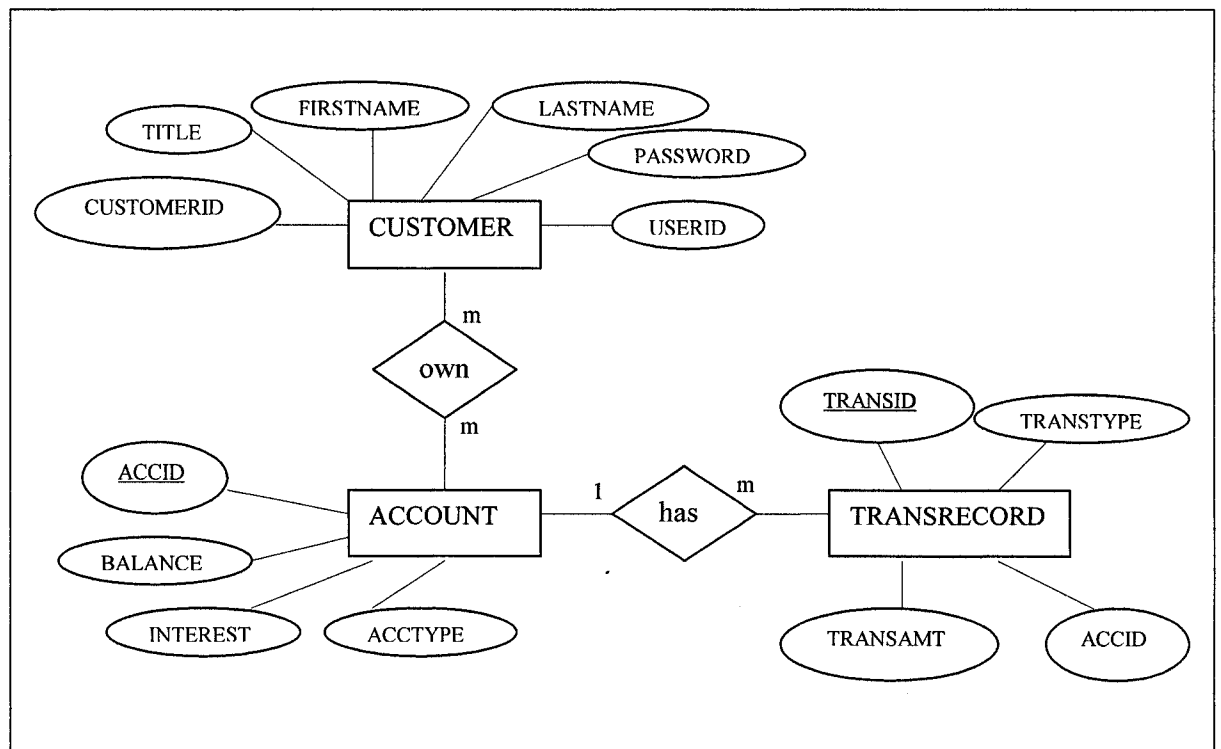 FIRSTNAME
LASTNAME
TITLE
PASSWORD
CUSTOMERID
CUSTOMER
USERID
m
own
m
TRANSID
TRANSTYPE
ACCID
ACCOUNT
1
has
m
TRANSRECORD
BALANCE
INTEREST
ACCTYPE
TRANSAMT
ACCID